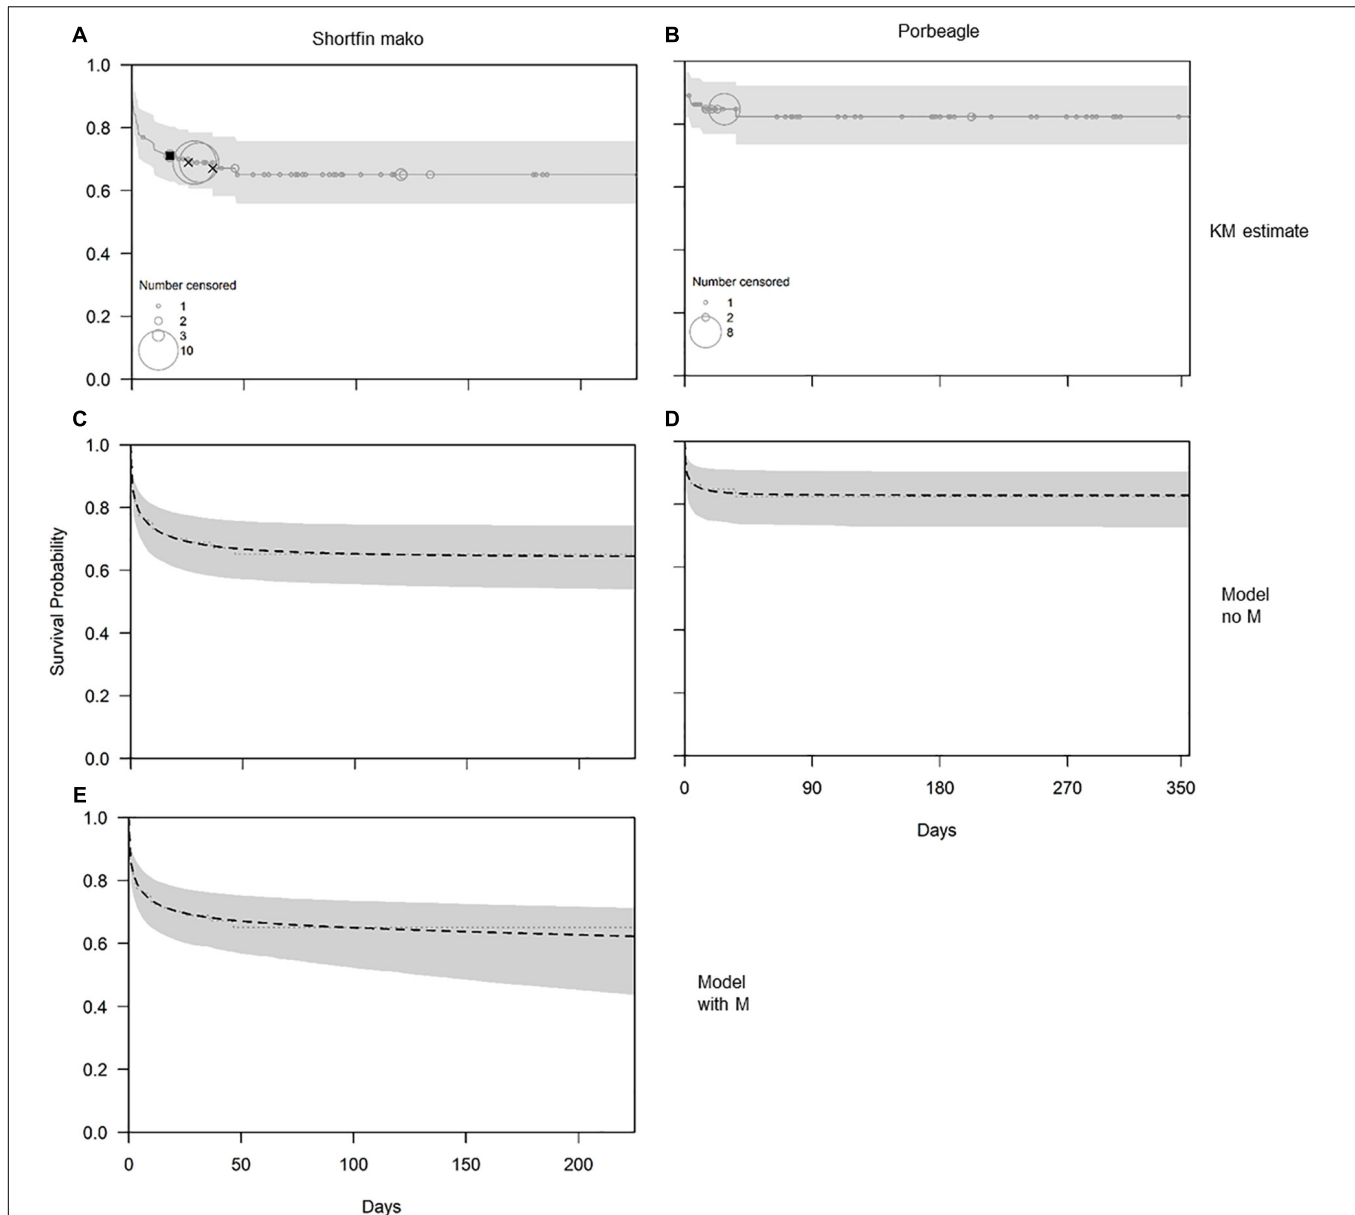 A
Shortfin mako
B
Porbeagle
1.0
0.8
0.6
0.4
0.2
0.0
Number censored
1
2
3
10
Number censored
1
2
8
KM estimate
C
D
1.0
0.8
0.6
0.4
0.2
0.0
Survival Probability
0
90
180
270
350
Days
Model
no M
E
1.0
0.8
0.6
0.4
0.2
0.0
0
50
100
150
200
Days
Model
with M